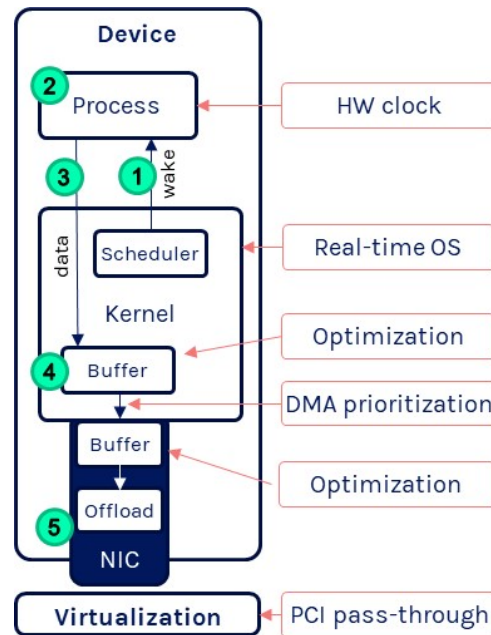 Device
2
Process
HW clock
3
1
wake
data
Scheduler
Real-time OS
Kernel
Optimization
4
Buffer
DMA prioritization
Buffer
Optimization
Offload
5
NIC
Virtualization
PCI pass-through